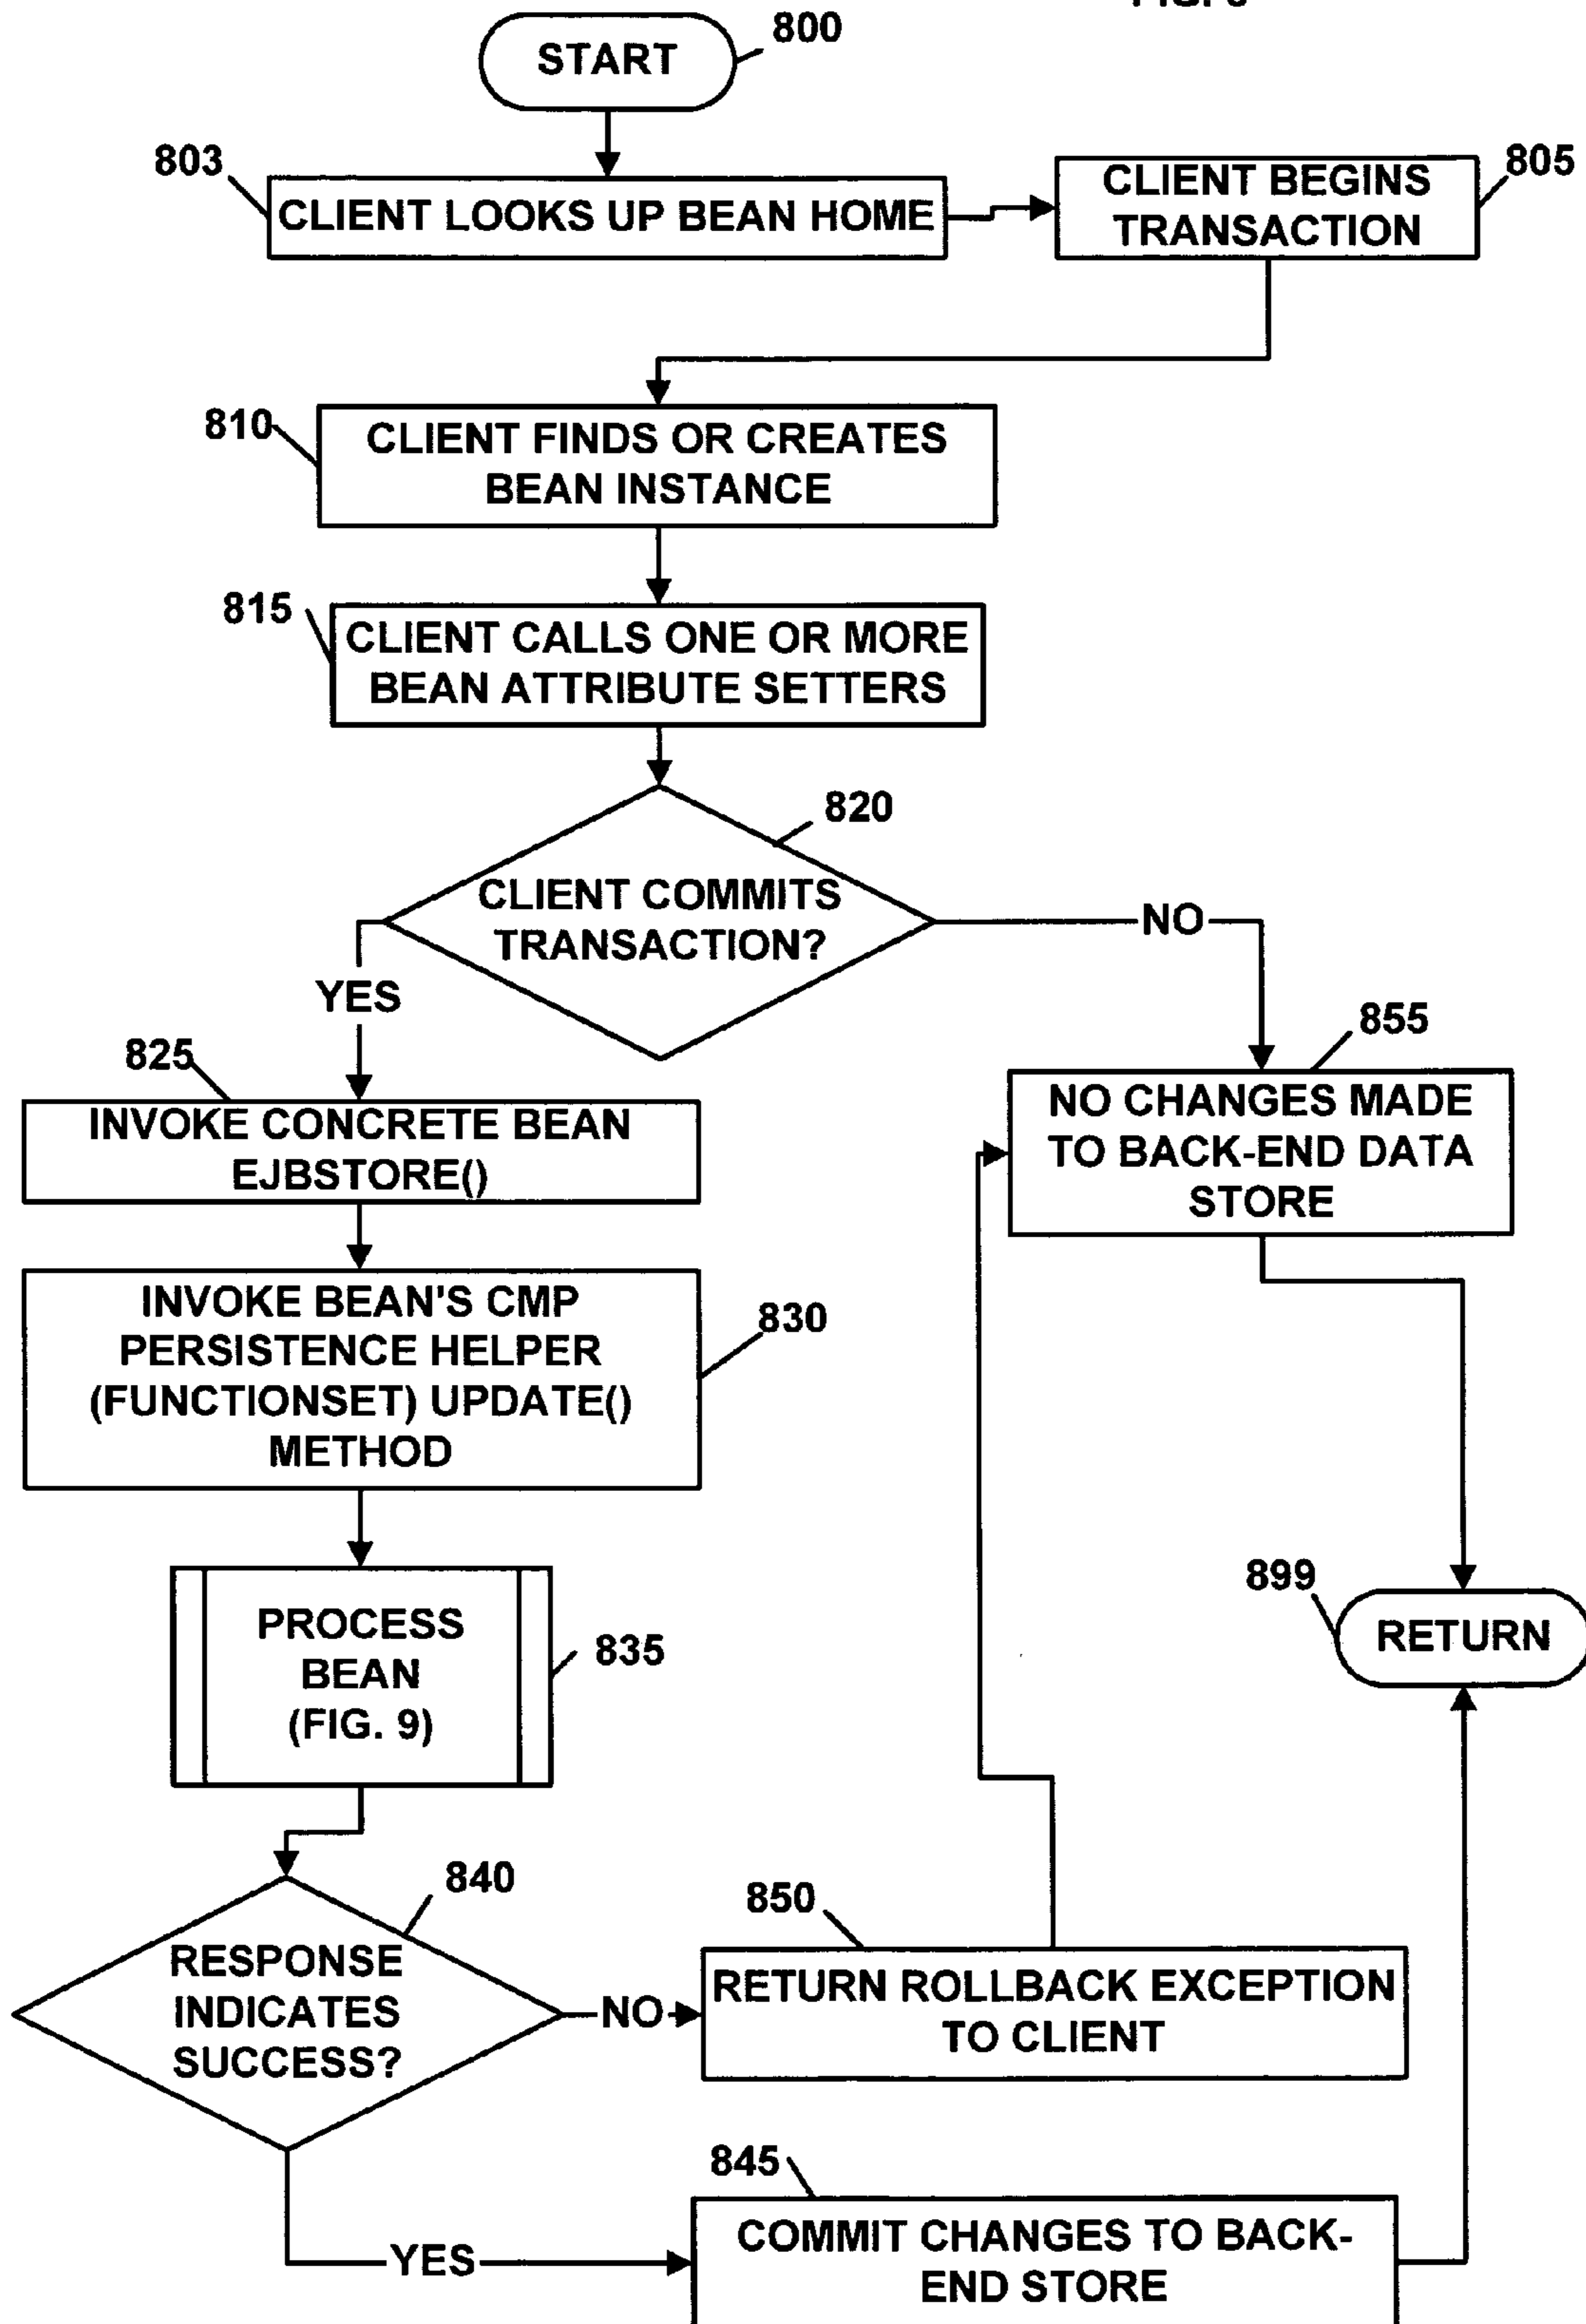 START
800
803
CLIENT LOOKS UP BEAN HOME
CLIENT BEGINS
TRANSACTION
805
810
CLIENT FINDS OR CREATES
BEAN INSTANCE
815
CLIENT CALLS ONE OR MORE
BEAN ATTRIBUTE SETTERS
820
CLIENT COMMITS
TRANSACTION?
NO
YES
825
INVOKE CONCRETE BEAN
EJBSTORE()
855
NO CHANGES MADE
TO BACK-END DATA
STORE
INVOKE BEAN'S CMP
PERSISTENCE HELPER
(FUNCTIONSET) UPDATE()
METHOD
830
PROCESS
BEAN
(FIG. 9)
835
899
RETURN
840
RESPONSE
INDICATES
SUCCESS?
NO
850
RETURN ROLLBACK EXCEPTION
TO CLIENT
YES
845
COMMIT CHANGES TO BACK-
END STORE